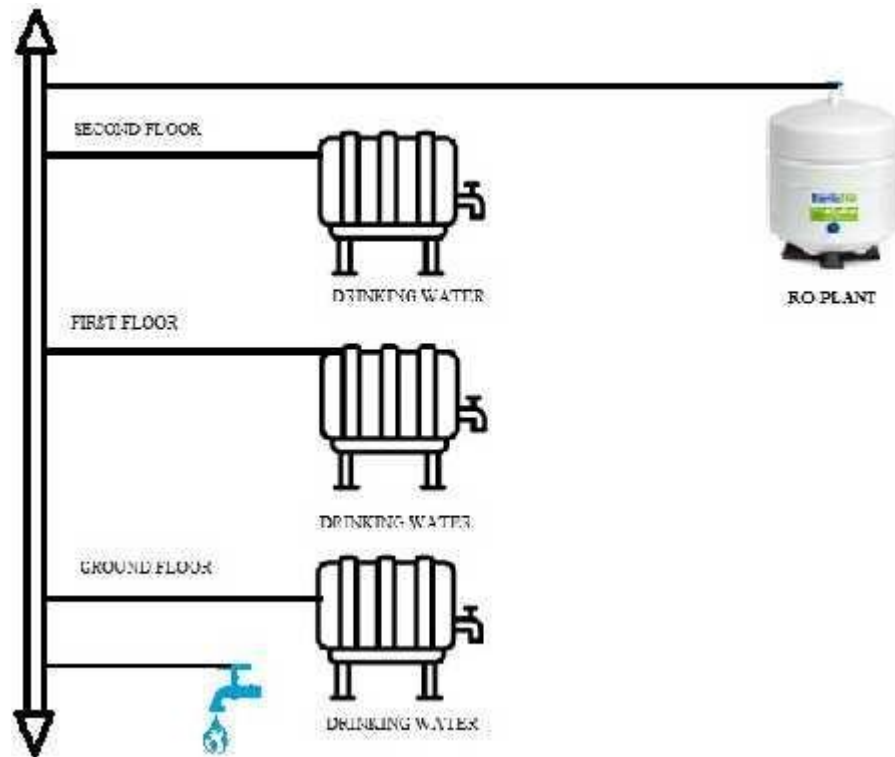 SECOND FLOOR
DRINKING WATER
RO PLANT
FIRST FLOOR
DRINKING WATER
GROUND FLOOR
DRINKING WATER